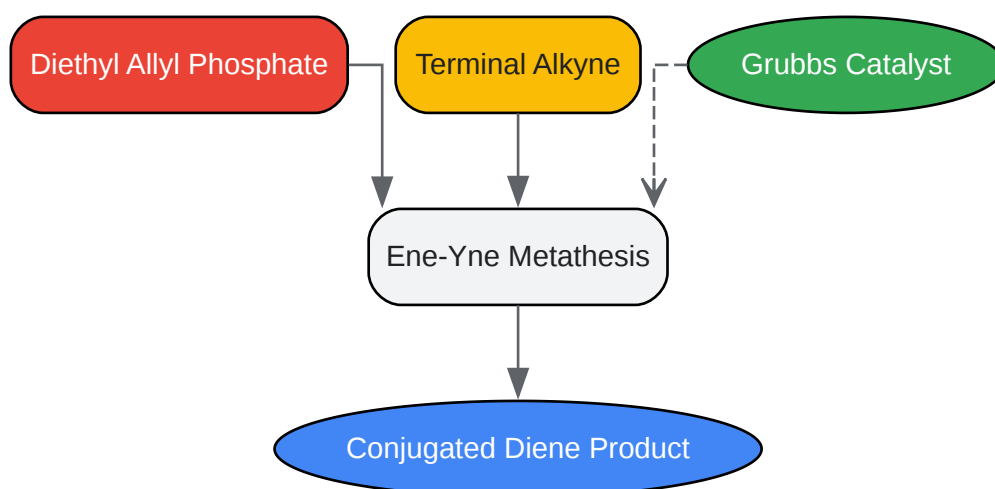 Diethyl Allyl Phosphate
Terminal Alkyne
Grubbs Catalyst
Ene-Yne Metathesis
Conjugated Diene Product